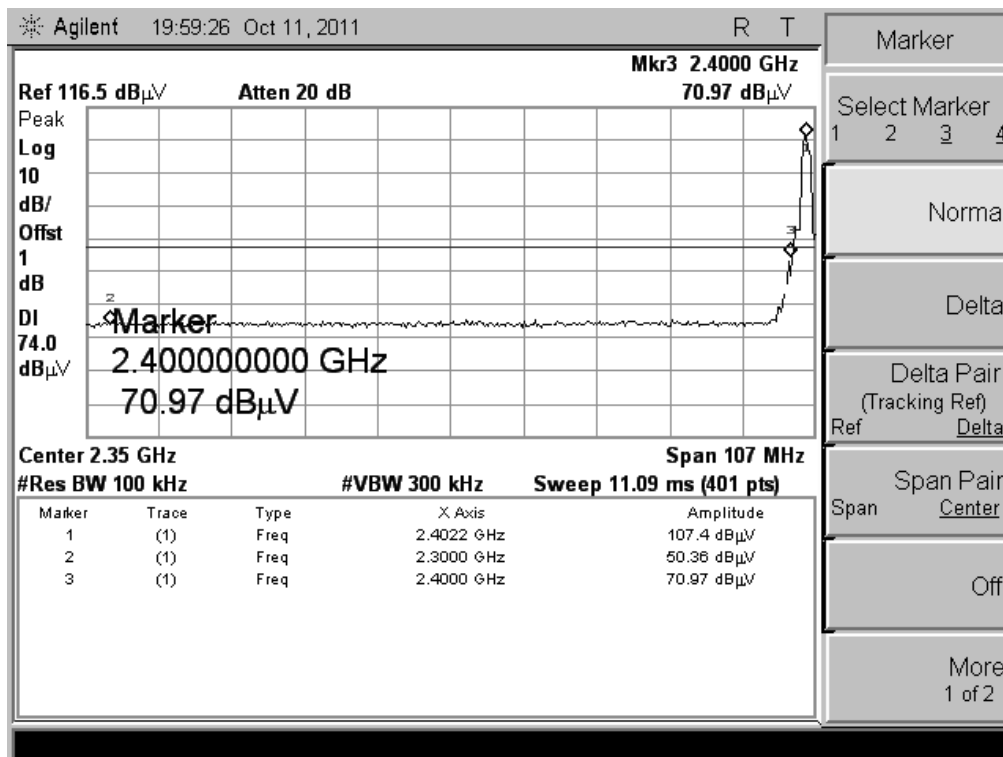 Agilent 19:59:26 Oct 11, 2011 R T
Mkr3 2.4000 GHz
Ref 116.5 dBµV Atten 20 dB 70.97 dBµV
Peak
Log
10
dB/
Offst
1
dB
DI
74.0
dBµV
2
3
Marker
2.400000000 GHz
70.97 dBµV
Center 2.35 GHz Span 107 MHz
#Res BW 100 kHz #VBW 300 kHz Sweep 11.09 ms (401 pts)
Marker Trace Type X Axis Amplitude
1 (1) Freq 2.4022 GHz 107.4 dBµV
2 (1) Freq 2.3000 GHz 50.36 dBµV
3 (1) Freq 2.4000 GHz 70.97 dBµV
Marker
Select Marker
1 2 3 4
Norma
Delta
Delta Pair
(Tracking Ref)
Ref Delta
Span Pair
Span Center
Off
More
1 of 2